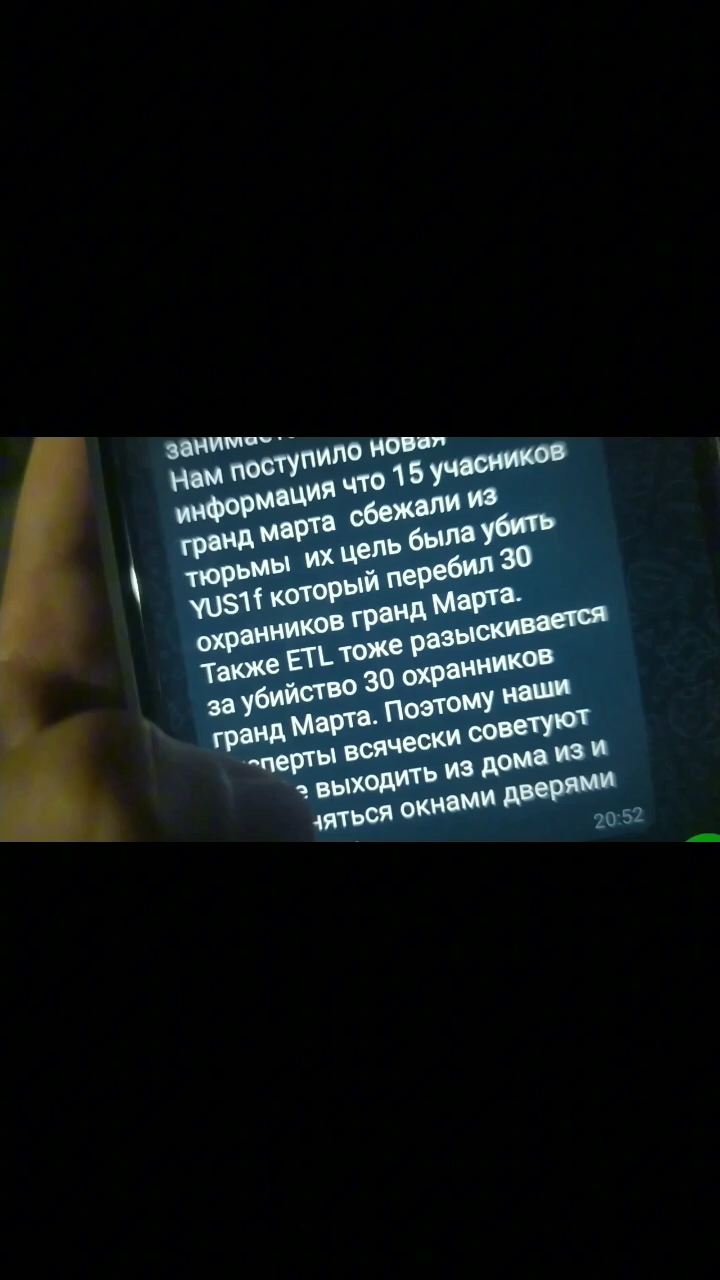 Нам поступило новая
информация что 15 учасников
гранд марта сбежали из
тюрьмы их цель была убить
YUS1f который перебил 30
охранников гранд Марта.
Также ETL тоже разыскивается
за убийство 30 охранников
гранд Марта. Поэтому наши
сперты всячески советуют
е выходить из дома из и
няться окнами дверями
20:52